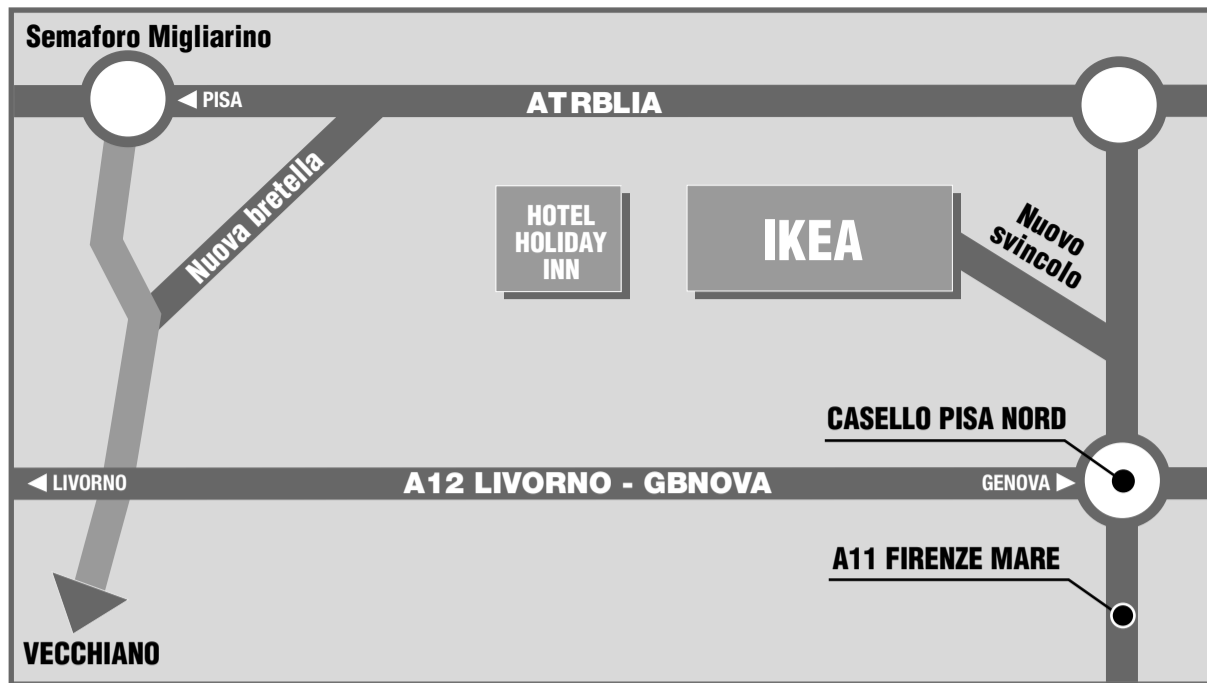 Semaforo Migliarino
PISA
ATRBLIA
Nuova bretella
HOTEL
HOLIDAY
INN
IKEA
Nuovo
svincolo
CASELLO PISA NORD
LIVORNO
A12 LIVORNO - GBNOVA
GENOVA
A11 FIRENZE MARE
VECCHIANO